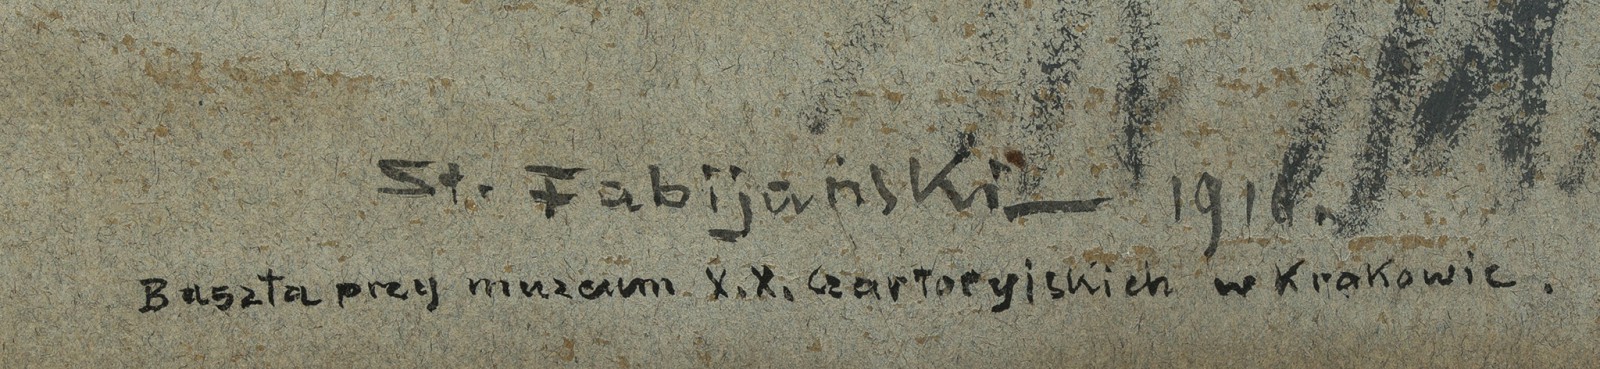 St. Fabijański 1916.
Baszta przy muzeum X.X. Czartoryjskich w Krakowie.